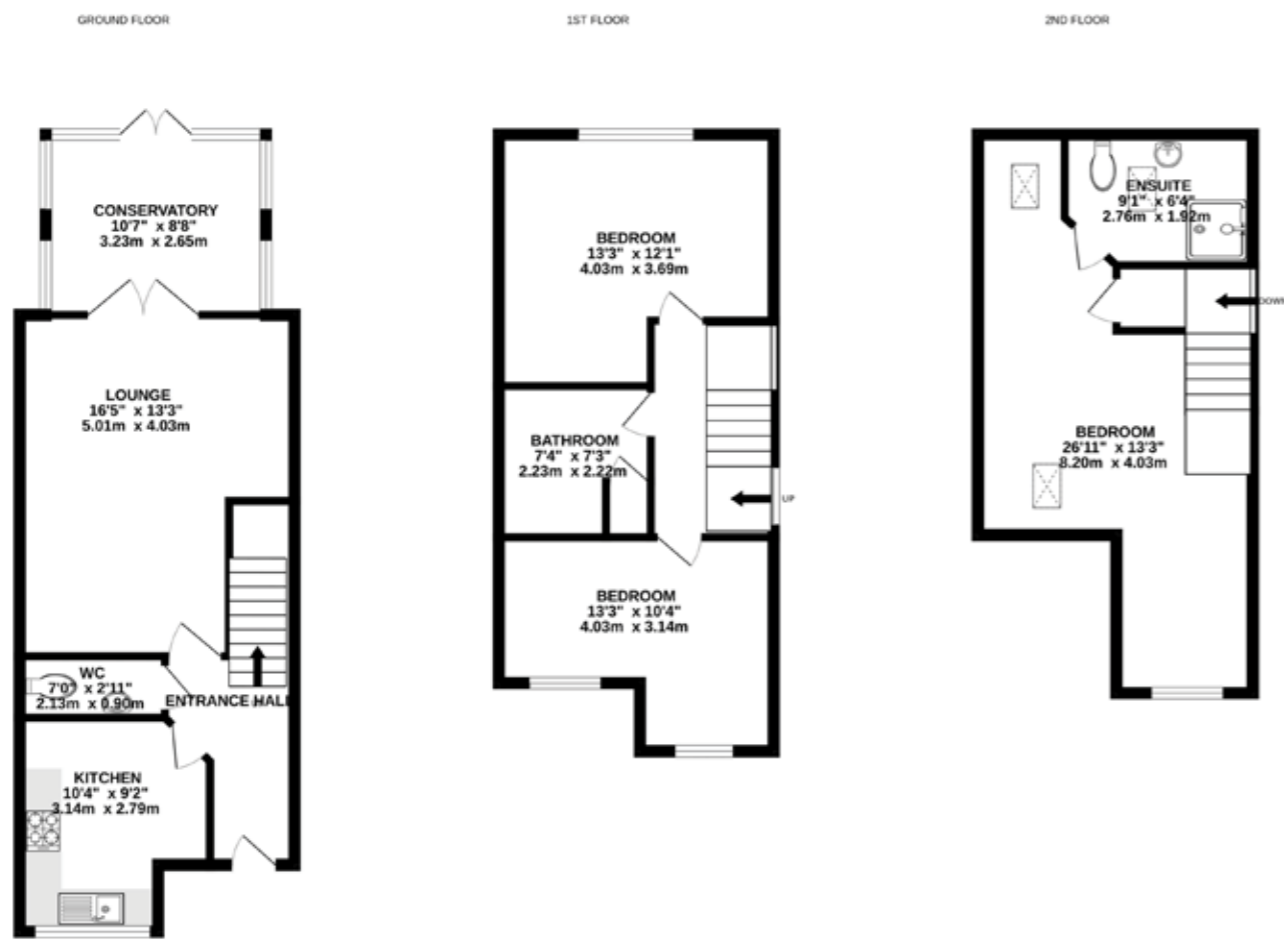 GROUND FLOOR
1ST FLOOR
2ND FLOOR
CONSERVATORY
10'7" x 8'8"
3.23m x 2.65m
LOUNGE
16'5" x 13'3"
5.01m x 4.03m
WC
7'0" x 2'11"
2.13m x 0.90m
ENTRANCE HALL
KITCHEN
10'4" x 9'2"
3.14m x 2.79m
BEDROOM
13'3" x 12'1"
4.03m x 3.69m
BATHROOM
7'4" x 7'3"
2.23m x 2.22m
UP
BEDROOM
13'3" x 10'4"
4.03m x 3.14m
ENSUITE
9'1" x 6'4"
2.76m x 1.92m
DOWN
BEDROOM
26'11" x 13'3"
8.20m x 4.03m